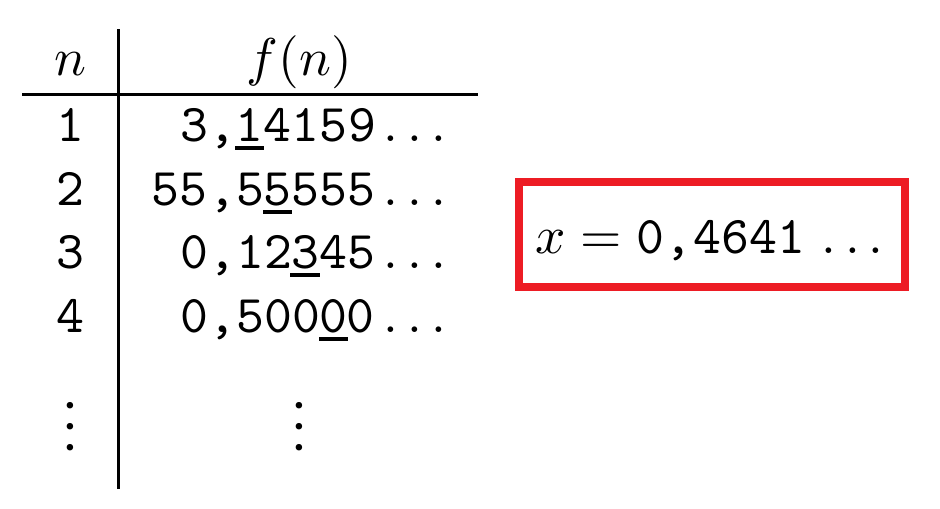 n f(n)
1 3,14159...
2 55,55555...
3 0,12345...
4 0,50000...
⋮ ⋮
x = 0,4641 ...